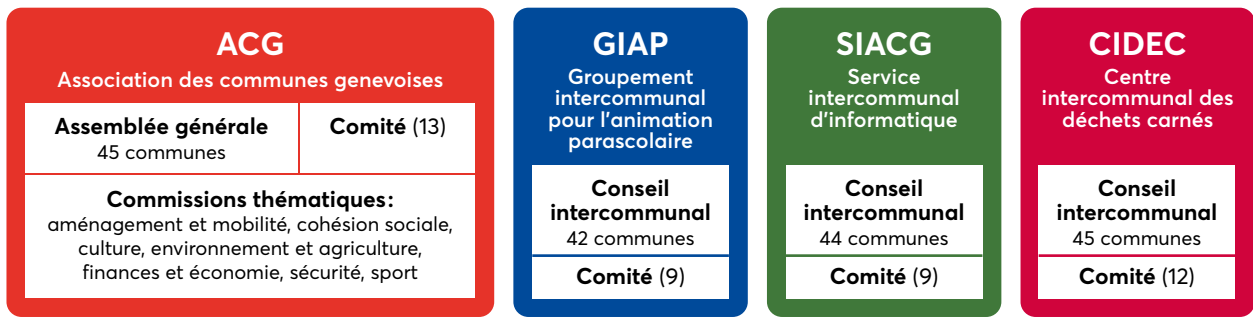 ACG
Association des communes genevoises
Assemblée générale
45 communes
Comité (13)
Commissions thématiques:
aménagement et mobilité, cohésion sociale,
culture, environnement et agriculture,
finances et économie, sécurité, sport
GIAP
Groupement
intercommunal
pour l'animation
parascolaire
Conseil
intercommunal
42 communes
Comité (9)
SIACG
Service
intercommunal
d'informatique
Conseil
intercommunal
44 communes
Comité (9)
CIDEC
Centre
intercommunal des
déchets carnés
Conseil
intercommunal
45 communes
Comité (12)